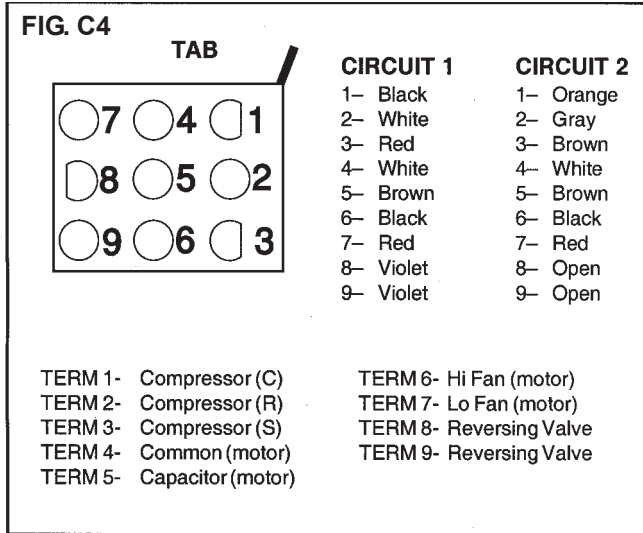 FIG. C4
TAB
7 4 1
8 5 2
9 6 3
CIRCUIT 1
1– Black
2– White
3– Red
4– White
5– Brown
6– Black
7– Red
8– Violet
9– Violet
CIRCUIT 2
1– Orange
2– Gray
3– Brown
4– White
5– Brown
6– Black
7– Red
8– Open
9– Open
TERM 1- Compressor (C)
TERM 2- Compressor (R)
TERM 3- Compressor (S)
TERM 4- Common (motor)
TERM 5- Capacitor (motor)
TERM 6- Hi Fan (motor)
TERM 7- Lo Fan (motor)
TERM 8- Reversing Valve
TERM 9- Reversing Valve